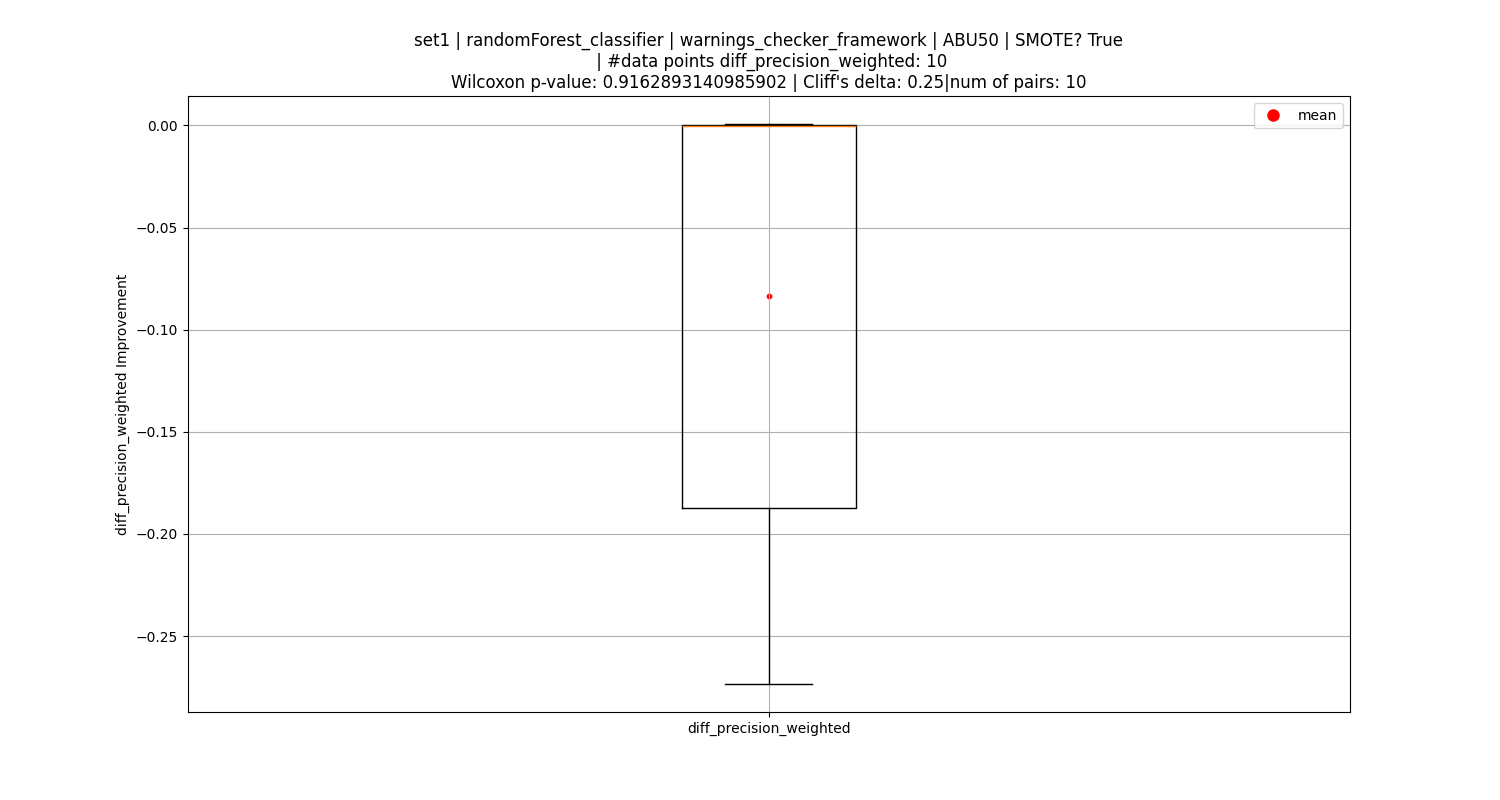 set1 | randomForest_classifier | warnings_checker_framework | ABU50 | SMOTE? True
| #data points diff_precision_weighted: 10
Wilcoxon p-value: 0.9162893140985902 | Cliff's delta: 0.25|num of pairs: 10
mean
0.00
−0.05
−0.10
−0.15
−0.20
−0.25
diff_precision_weighted Improvement
diff_precision_weighted